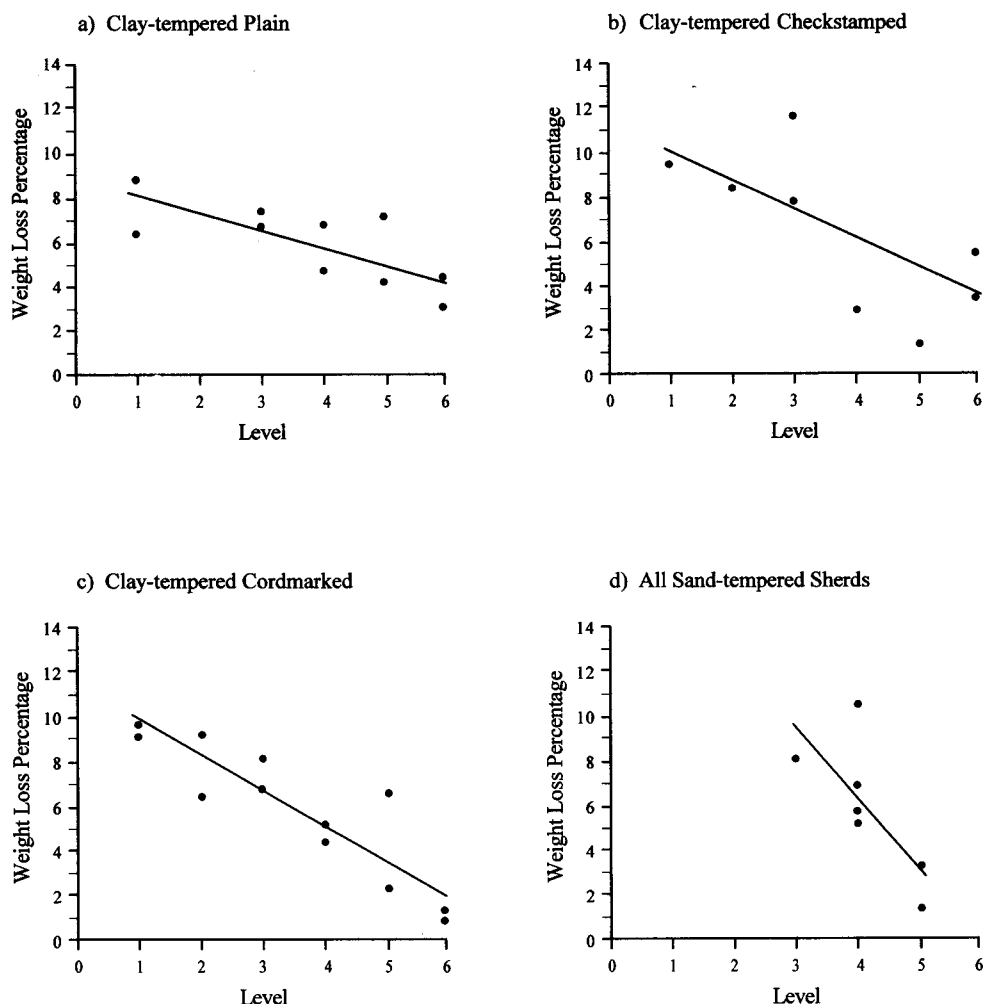 a) Clay-tempered Plain
Weight Loss Percentage
14
12
10
8
6
4
2
0
0 1 2 3 4 5 6
Level
b) Clay-tempered Checkstamped
Weight Loss Percentage
14
12
10
8
6
4
2
0
0 1 2 3 4 5 6
Level
c) Clay-tempered Cordmarked
Weight Loss Percentage
14
12
10
8
6
4
2
0
0 1 2 3 4 5 6
Level
d) All Sand-tempered Sherds
Weight Loss Percentage
14
12
10
8
6
4
2
0
0 1 2 3 4 5 6
Level